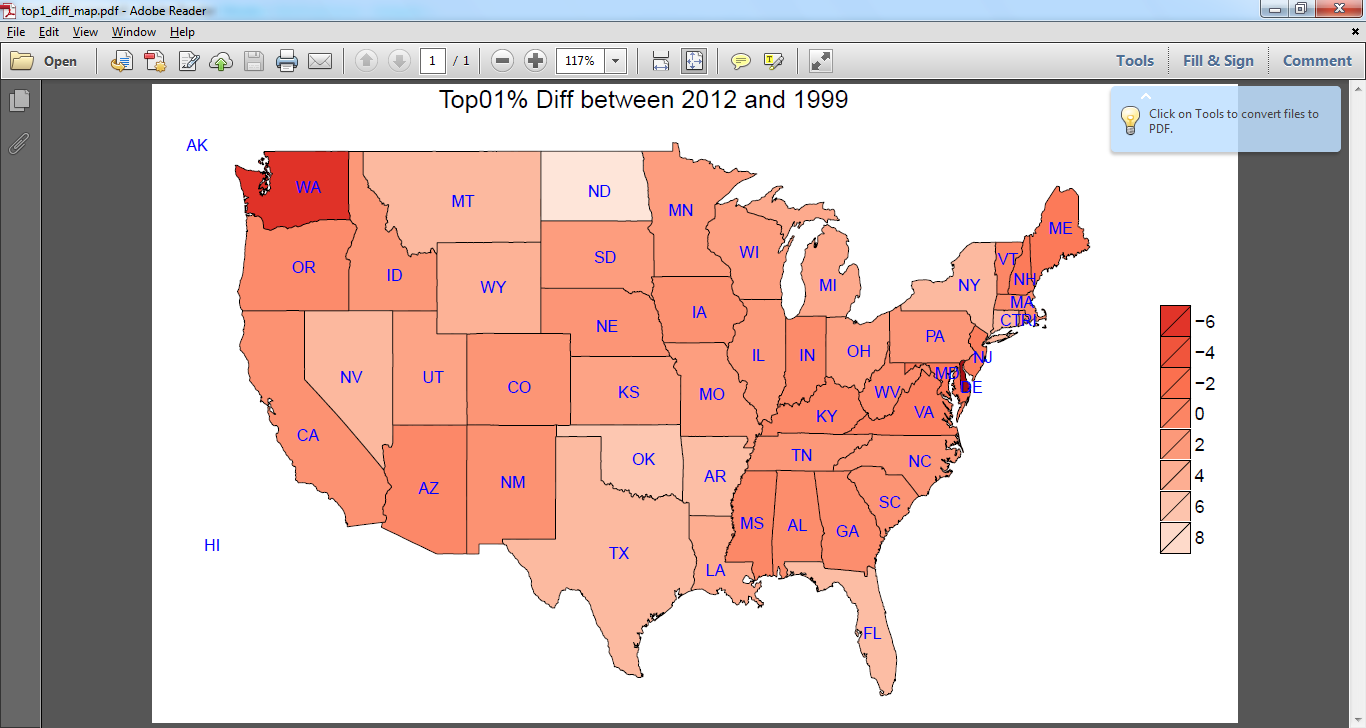 top1_diff_map.pdf - Adobe Reader
File Edit View Window Help
Open 1 / 1 117% Tools Fill & Sign Comment
Top01% Diff between 2012 and 1999
Click on Tools to convert files to
PDF.
AK
WA MT ND MN ME
OR ID WY SD WI MI NY VT NH
MA
CT RI
NV UT CO NE IA IL IN OH PA NJ
MD DE
CA KS MO KY WV VA
AZ NM OK AR TN NC
MS AL GA SC
HI TX LA FL
−6
−4
−2
0
2
4
6
8